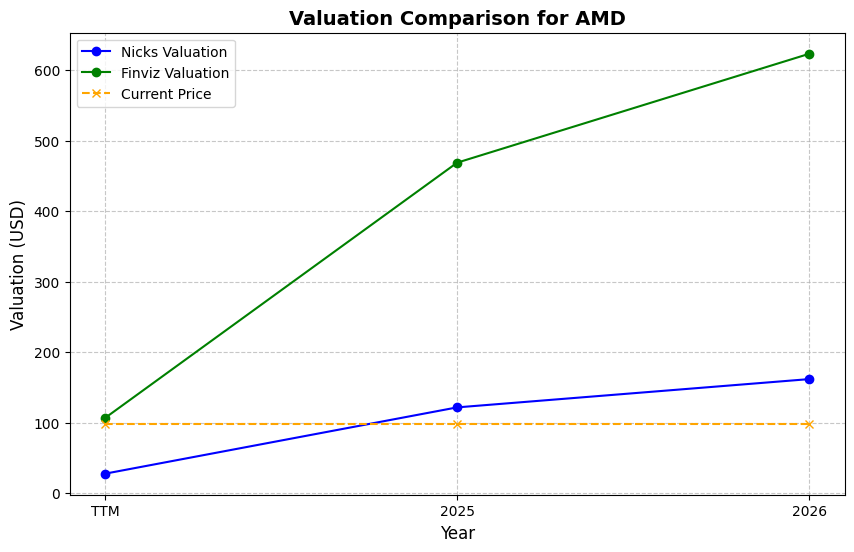 Valuation Comparison for AMD
Nicks Valuation
Finviz Valuation
Current Price
Valuation (USD)
600
500
400
300
200
100
0
TTM 2025 2026
Year